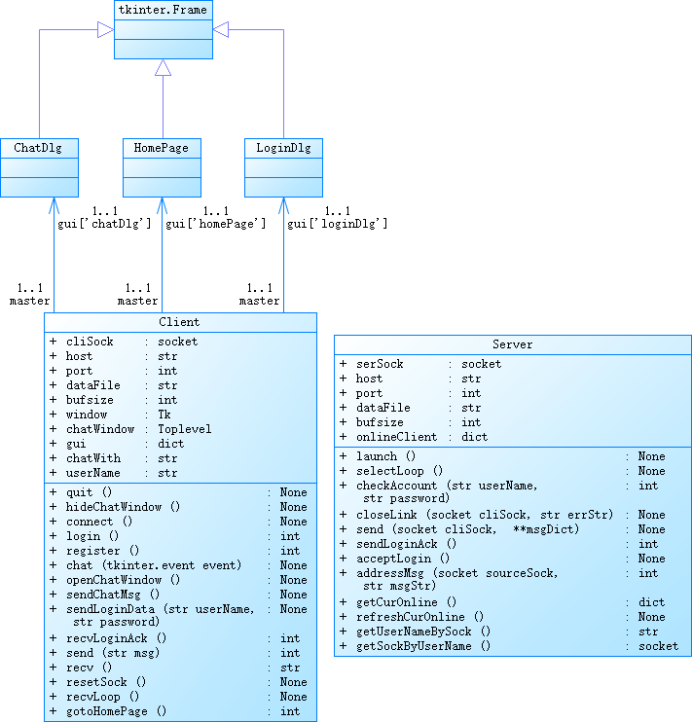 tkinter.Frame
ChatDlg
HomePage
LoginDlg
1..1
gui['chatDlg']
1..1
gui['homePage']
1..1
gui['loginDlg']
1..1
master
1..1
master
1..1
master
Client
+ cliSock : socket
+ host : str
+ port : int
+ dataFile : str
+ bufsize : int
+ window : Tk
+ chatWindow : Toplevel
+ gui : dict
+ chatWith : str
+ userName : str
+ quit () : None
+ hideChatWindow () : None
+ connect () : None
+ login () : int
+ register () : int
+ chat (tkinter.event event) : None
+ openChatWindow () : None
+ sendChatMsg () : None
+ sendLoginData (str userName, : None
str password)
+ recvLoginAck () : int
+ send (str msg) : int
+ recv () : str
+ resetSock () : None
+ recvLoop () : None
+ gotoHomePage () : int
Server
+ serSock : socket
+ host : str
+ port : int
+ dataFile : str
+ bufsize : int
+ onlineClient : dict
+ launch () : None
+ selectLoop () : None
+ checkAccount (str userName, : int
str password)
+ closeLink (socket cliSock, str errStr) : None
+ send (socket cliSock, **msgDict) : None
+ sendLoginAck () : int
+ acceptLogin () : None
+ addressMsg (socket sourceSock, : int
str msgStr)
+ getCurOnline () : dict
+ refreshCurOnline () : None
+ getUserNameBySock () : str
+ getSockByUserName () : socket